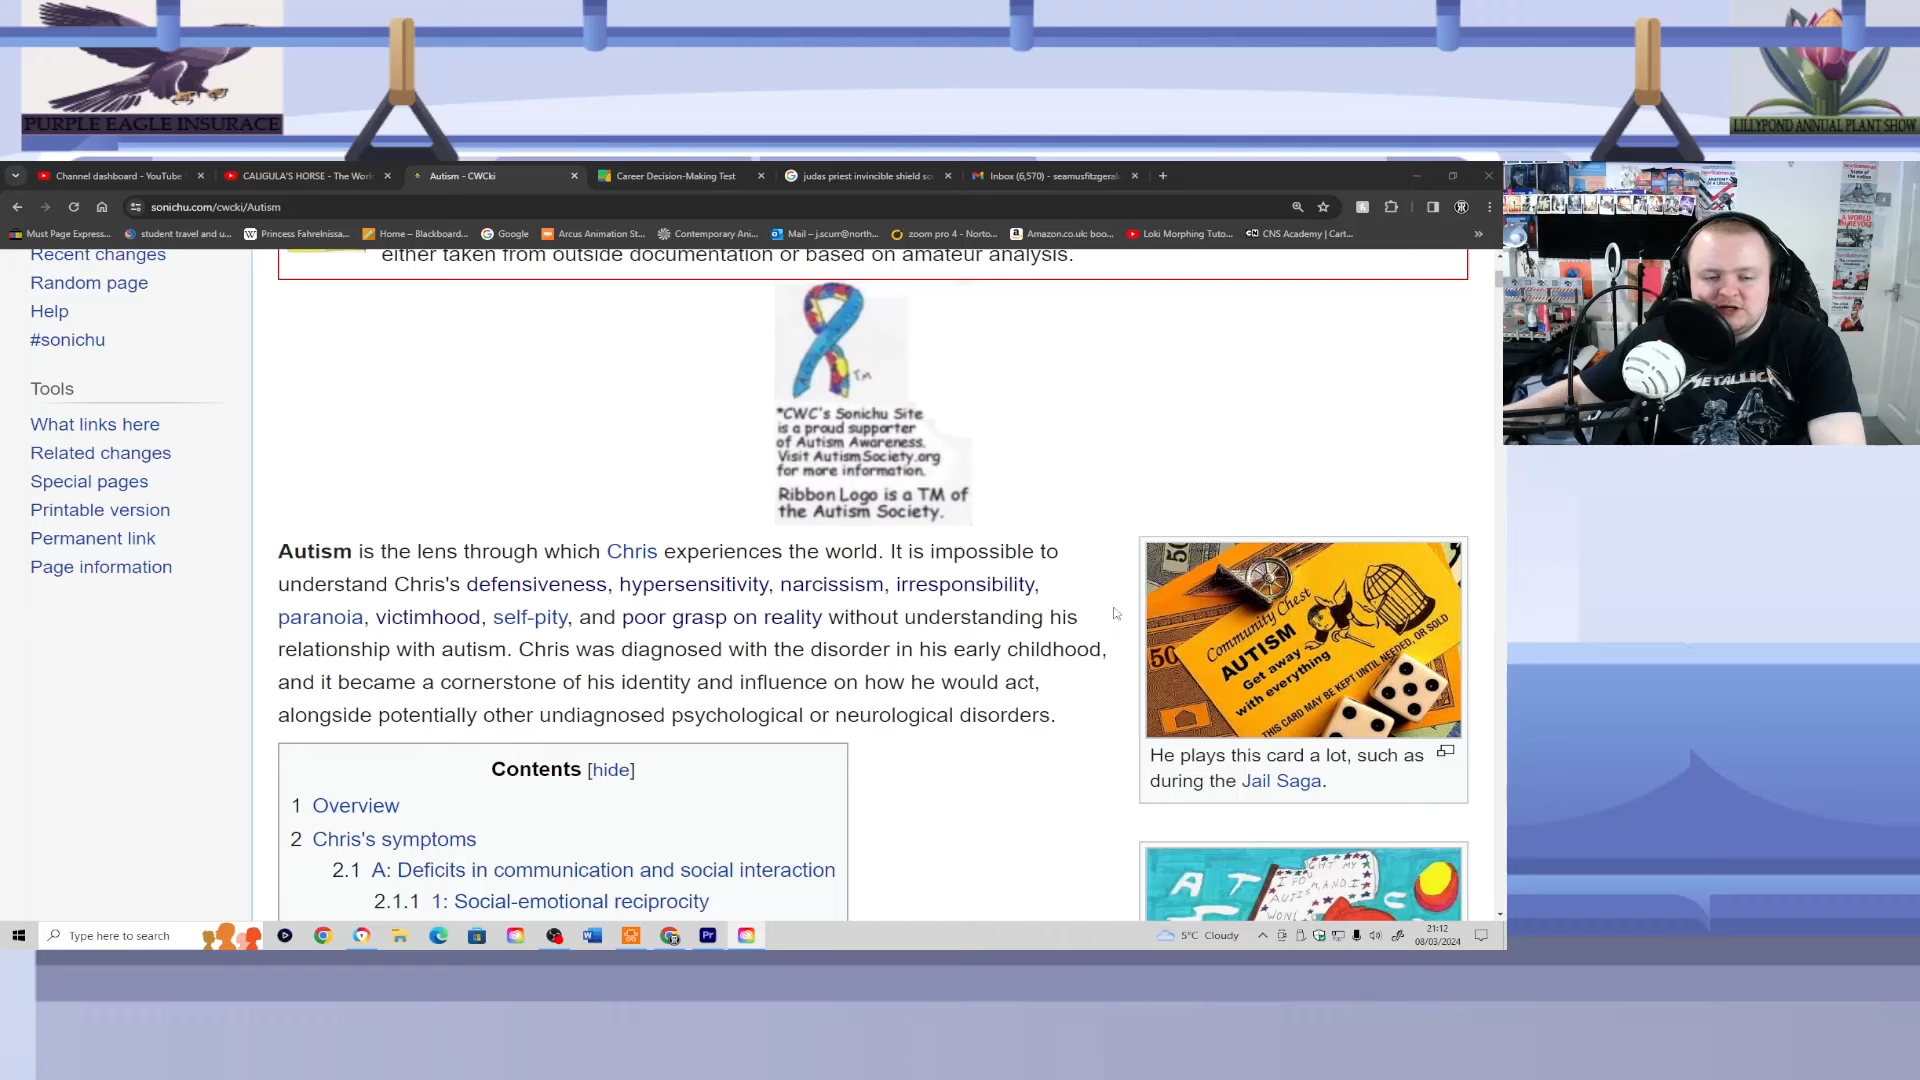 PURPLE EAGLE INSURACE
LILLYPOND ANNUAL PLANT SHOW
Channel dashboard - YouTube
CALIGULA'S HORSE - The Worl
Autism - CWCki
Career Decision-Making Test
judas priest invincible shield so
Inbox (6,570) - seamusfitzgeral
sonichu.com/cwcki/Autism
Must Page Express...
student travel and u...
Princess Fahrelnissa...
Home – Blackboard...
Google
Arcus Animation St...
Contemporary Ani...
Mail – j.scurr@north...
zoom pro 4 - Norto...
Amazon.co.uk: boo...
Loki Morphing Tuto...
CNS Academy | Cart...
Recent changes
Random page
Help
#sonichu
Tools
What links here
Related changes
Special pages
Printable version
Permanent link
Page information
either taken from outside documentation or based on amateur analysis.
TM
*CWC's Sonichu Site
is a proud supporter
of Autism Awareness.
Visit AutismSociety.org
for more information.
Ribbon Logo is a TM of
the Autism Society.
Autism is the lens through which Chris experiences the world. It is impossible to
understand Chris's defensiveness, hypersensitivity, narcissism, irresponsibility,
paranoia, victimhood, self-pity, and poor grasp on reality without understanding his
relationship with autism. Chris was diagnosed with the disorder in his early childhood,
and it became a cornerstone of his identity and influence on how he would act,
alongside potentially other undiagnosed psychological or neurological disorders.
Contents [hide]
1 Overview
2 Chris's symptoms
2.1 A: Deficits in communication and social interaction
2.1.1 1: Social-emotional reciprocity
50
50
Community Chest
AUTISM
Get away
with everything
THIS CARD MAY BE KEPT UNTIL NEEDED, OR SOLD
He plays this card a lot, such as
during the Jail Saga.
METALLICA
Type here to search
5°C Cloudy
21:12
08/03/2024